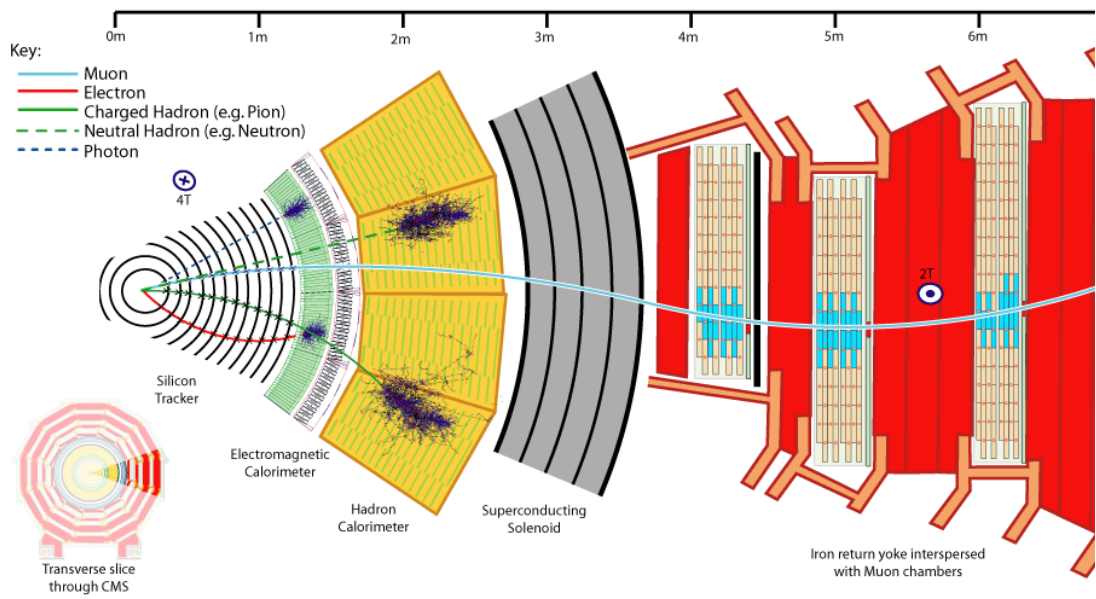 0m 1m 2m 3m 4m 5m 6m
Key:
Muon
Electron
Charged Hadron (e.g. Pion)
Neutral Hadron (e.g. Neutron)
Photon
4T
2T
Silicon
Tracker
Electromagnetic
Calorimeter
Hadron
Calorimeter
Superconducting
Solenoid
Iron return yoke interspersed
with Muon chambers
Transverse slice
through CMS